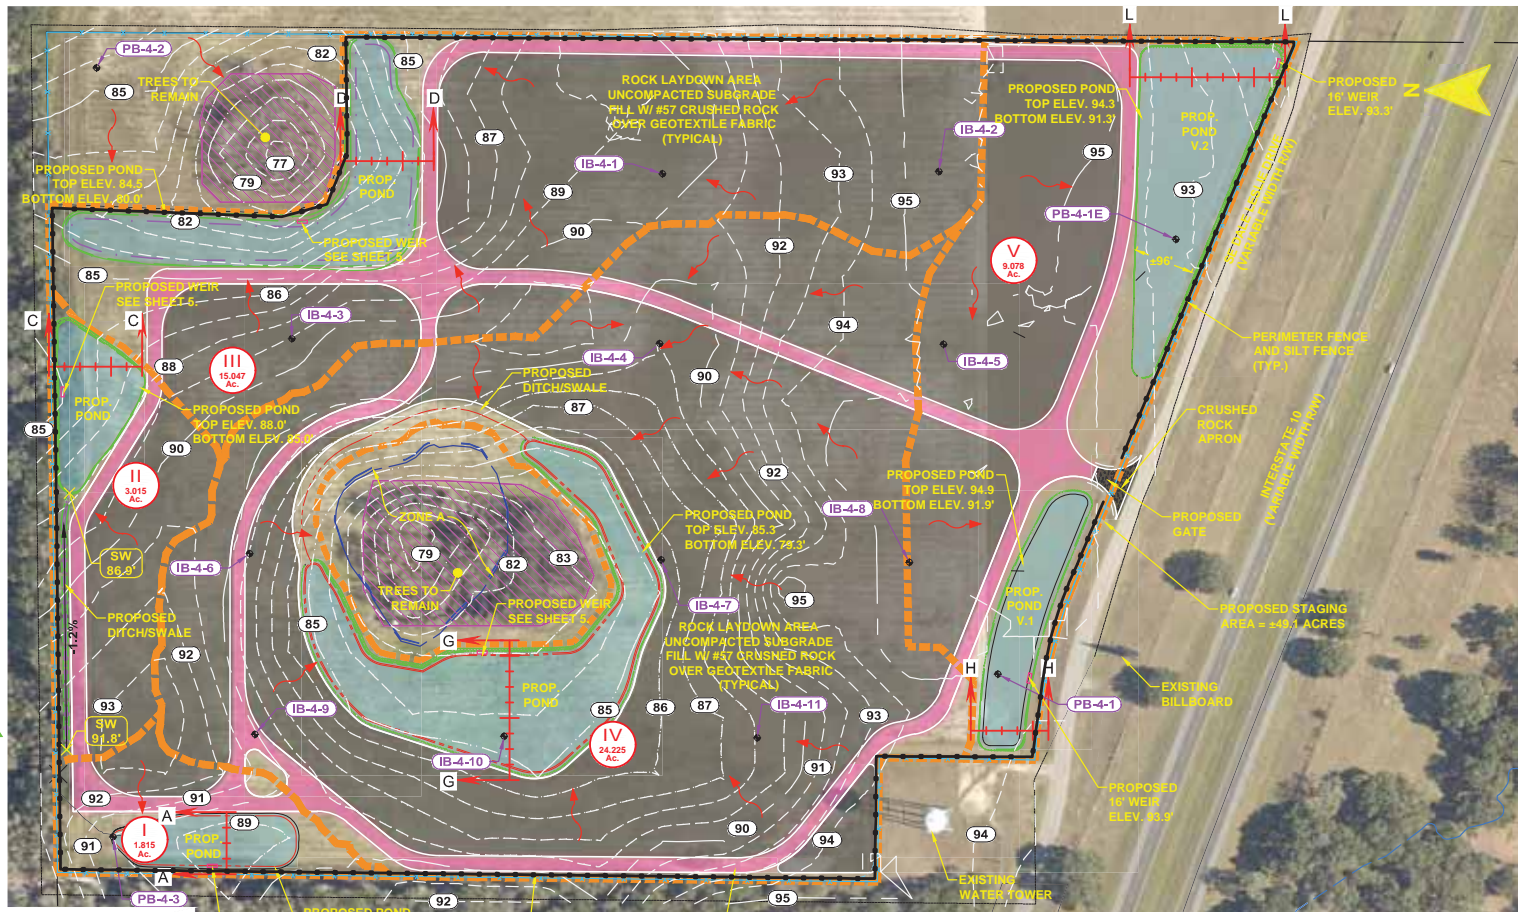 L
L
PB-4-2
82
85
TREES TO
REMAIN
85
D
D
77
79
PROPOSED POND
TOP ELEV. 84.5
BOTTOM ELEV. 80.0'
82
PROP.
POND
PROPOSED WEIR
SEE SHEET 5
87
89
90
ROCK LAYDOWN AREA
UNCOMPACTED SUBGRADE
FILL W/ #57 CRUSHED ROCK
OVER GEOTEXTILE FABRIC
(TYPICAL)
IB-4-1
IB-4-2
93
95
92
94
PROPOSED POND
TOP ELEV. 94.3
BOTTOM ELEV. 91.3'
95
PROP.
POND
V.2
93
PB-4-1E
±96'
V
9.078
Ac.
PROPOSED
16' WEIR
ELEV. 93.3'
N
(VARIABLE WIDTH R/W)
85
PROPOSED WEIR
SEE SHEET 5.
86
C
C
IB-4-3
88
III
15.047
Ac.
PROP.
POND
PROPOSED POND
TOP ELEV. 88.0'
BOTTOM ELEV. 85.0'
85
90
II
3.015
Ac.
IB-4-4
IB-4-5
PROPOSED
DITCH/SWALE
87
90
92
PERIMETER FENCE
AND SILT FENCE
(TYP.)
CRUSHED
ROCK
APRON
INTERSTATE 10
(VARIABLE WIDTH R/W)
PROPOSED POND
TOP ELEV. 94.9
BOTTOM ELEV. 91.9'
PROPOSED
GATE
IB-4-8
ZONE A
79
82
83
TREES TO
REMAIN
PROPOSED POND
TOP ELEV. 85.3
BOTTOM ELEV. 79.3'
PROPOSED WEIR
SEE SHEET 5.
SW
86.9'
IB-4-6
PROPOSED
DITCH/SWALE
-1.2%
85
92
G
IB-4-7
95
ROCK LAYDOWN AREA
UNCOMPACTED SUBGRADE
FILL W/ #57 CRUSHED ROCK
OVER GEOTEXTILE FABRIC
(TYPICAL)
PROP.
POND
V.1
PROPOSED STAGING
AREA = ±49.1 ACRES
H
H
PB-4-1
EXISTING
BILLBOARD
93
SW
91.8'
IB-4-9
PROP.
POND
85
86
87
IB-4-11
93
IV
24.225
Ac.
IB-4-10
G
91
90
94
92
91
A
89
I
1.815
Ac.
PROP.
POND
91
A
PB-4-3
92
95
94
PROPOSED
16' WEIR
ELEV. 93.9'
EXISTING
WATER TOWER
PROPOSED POND